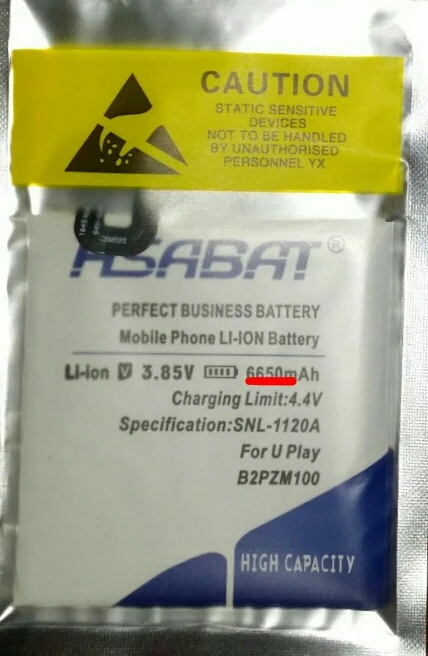 CAUTION
STATIC SENSITIVE
DEVICES
NOT TO BE HANDLED
BY UNAUTHORISED
PERSONNEL YX
HSABAT®
PERFECT BUSINESS BATTERY
Mobile Phone LI-ION Battery
Li-ion V 3.85V 6650mAh
Charging Limit:4.4V
Specification:SNL-1120A
For U Play
B2PZM100
HIGH CAPACITY